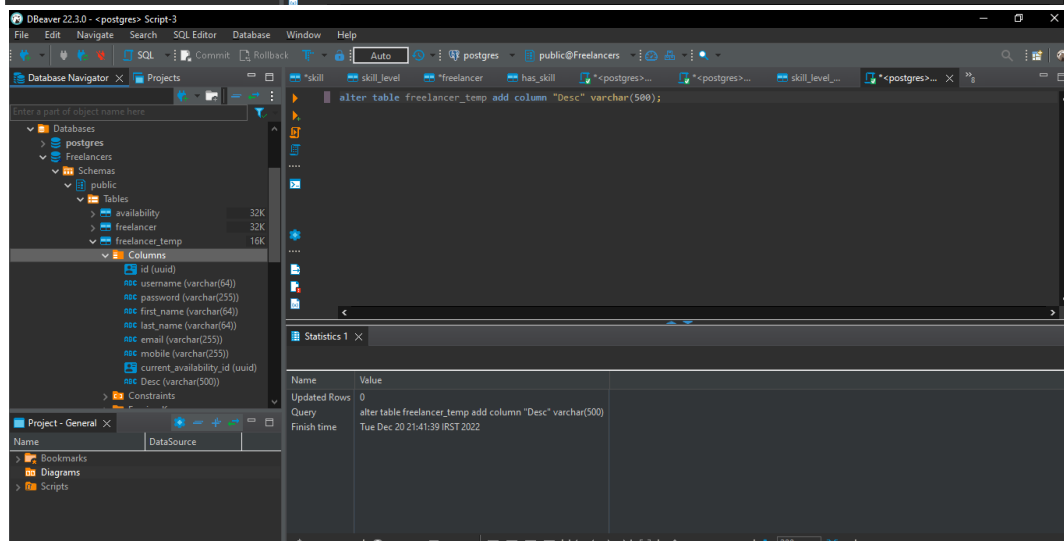 DBeaver 22.3.0 - <postgres> Script-3
File Edit Navigate Search SQL Editor Database Window Help
SQL Commit Rollback Auto postgres public@Freelancers
Database Navigator Projects
*skill skill_level *freelancer has_skill *<postgres>... *<postgres>... skill_level_... *<postgres>... »8
Enter a part of object name here
alter table freelancer_temp add column "Desc" varchar(500);
Databases
postgres
Freelancers
Schemas
public
Tables
availability 32K
freelancer 32K
freelancer_temp 16K
Columns
id (uuid)
username (varchar(64))
password (varchar(255))
first_name (varchar(64))
last_name (varchar(64))
email (varchar(255))
mobile (varchar(255))
current_availability_id (uuid)
Desc (varchar(500))
Constraints
Project - General
Name DataSource
Bookmarks
Diagrams
Scripts
Statistics 1
Name Value
Updated Rows 0
Query alter table freelancer_temp add column "Desc" varchar(500)
Finish time Tue Dec 20 21:41:39 IRST 2022